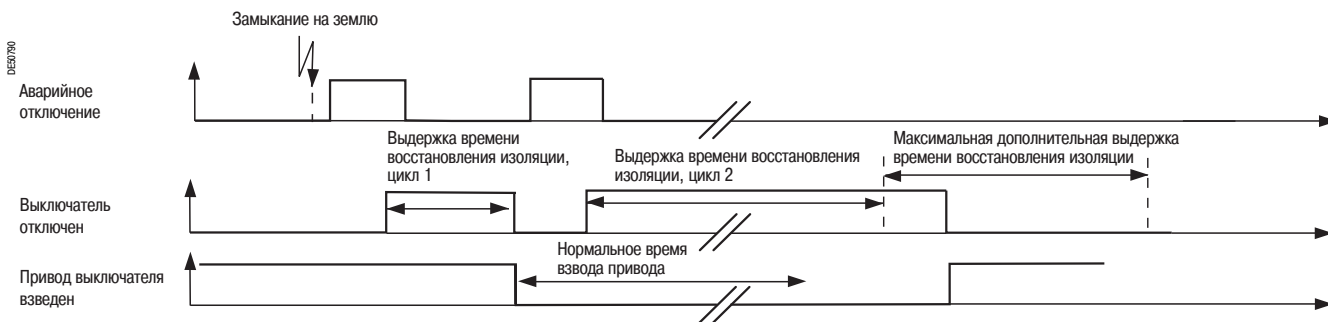 Замыкание на землю
DE50790
Аварийное
отключение
Выдержка времени
восстановления изоляции,
цикл 1
Выдержка времени восстановления
изоляции, цикл 2
Максимальная дополнительная выдержка
времени восстановления изоляции
Выключатель
отключен
Нормальное время
взвода привода
Привод выключателя
взведен